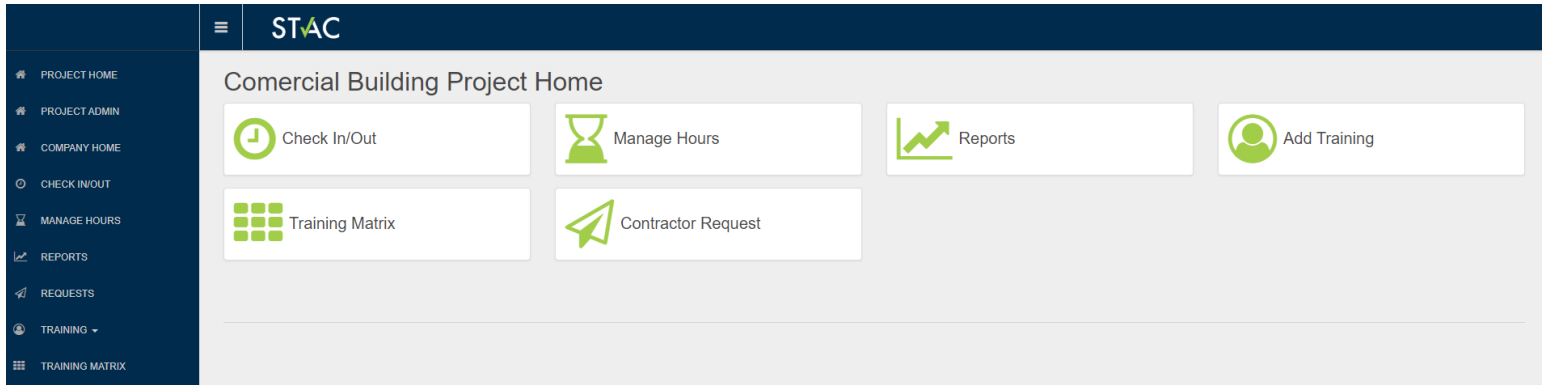 STAC
PROJECT HOME
PROJECT ADMIN
COMPANY HOME
CHECK IN/OUT
MANAGE HOURS
REPORTS
REQUESTS
TRAINING
TRAINING MATRIX
Comercial Building Project Home
Check In/Out
Manage Hours
Reports
Add Training
Training Matrix
Contractor Request